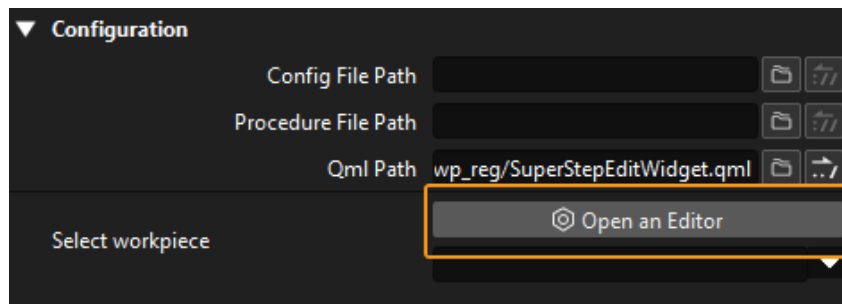 Configuration
Config File Path
Procedure File Path
Qml Path wp_reg/SuperStepEditWidget.qml
Open an Editor
Select workpiece